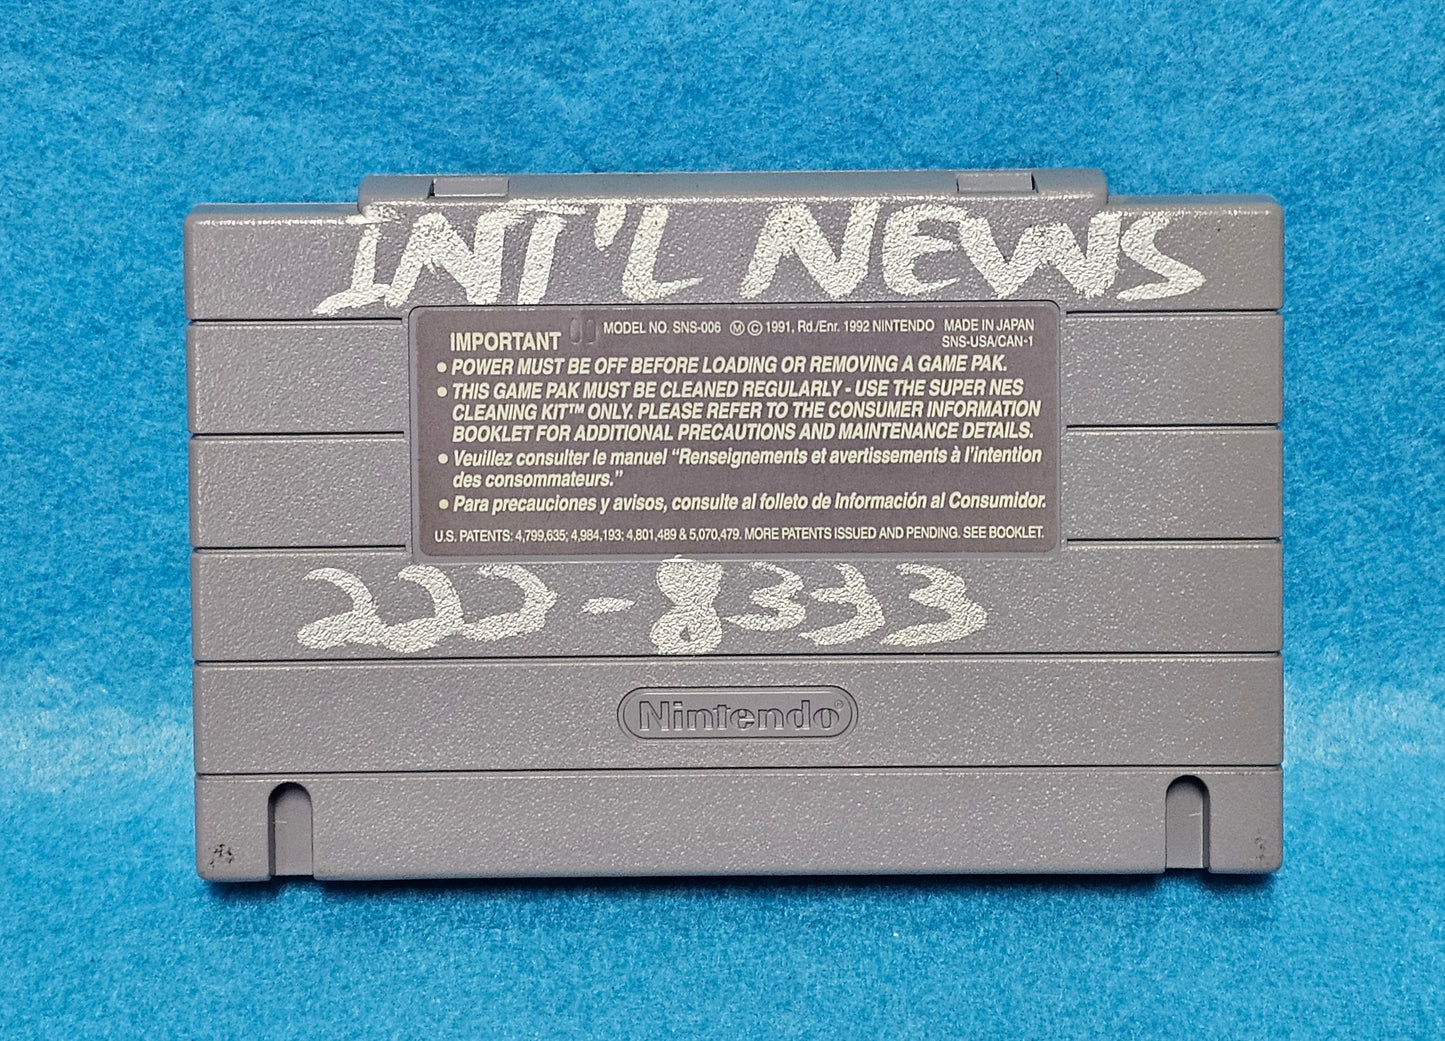 INT'L NEWS
IMPORTANT
MODEL NO. SNS-006 Ⓜ © 1991, Rd./Enr. 1992 NINTENDO MADE IN JAPAN
SNS-USA/CAN-1
• POWER MUST BE OFF BEFORE LOADING OR REMOVING A GAME PAK.
• THIS GAME PAK MUST BE CLEANED REGULARLY - USE THE SUPER NES
CLEANING KIT™ ONLY. PLEASE REFER TO THE CONSUMER INFORMATION
BOOKLET FOR ADDITIONAL PRECAUTIONS AND MAINTENANCE DETAILS.
• Veuillez consulter le manuel “Renseignements et avertissements à l'intention
des consommateurs.”
• Para precauciones y avisos, consulte al folleto de Información al Consumidor.
U.S. PATENTS: 4,799,635; 4,984,193; 4,801,489 & 5,070,479. MORE PATENTS ISSUED AND PENDING. SEE BOOKLET.
222-8333
Nintendo®